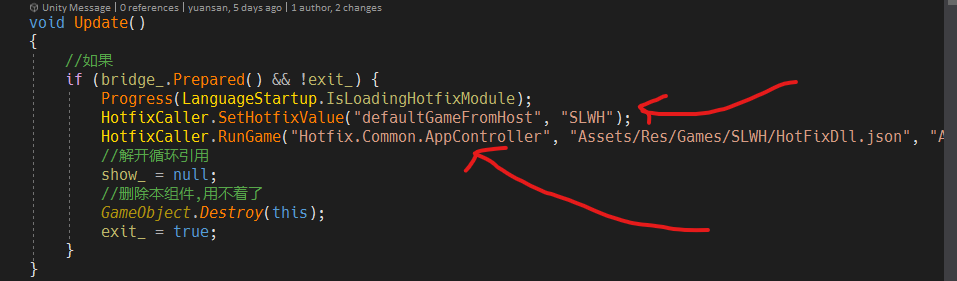 Unity Message | 0 references | yuansan, 5 days ago | 1 author, 2 changes
void Update()
{
//如果
if (bridge_.Prepared() && !exit_) {
Progress(LanguageStartup.IsLoadingHotfixModule);
HotfixCaller.SetHotfixValue("defaultGameFromHost", "SLWH");
HotfixCaller.RunGame("Hotfix.Common.AppController", "Assets/Res/Games/SLWH/HotFixDll.json", "A
//解开循环引用
show_ = null;
//删除本组件,用不着了
GameObject.Destroy(this);
exit_ = true;
}
}